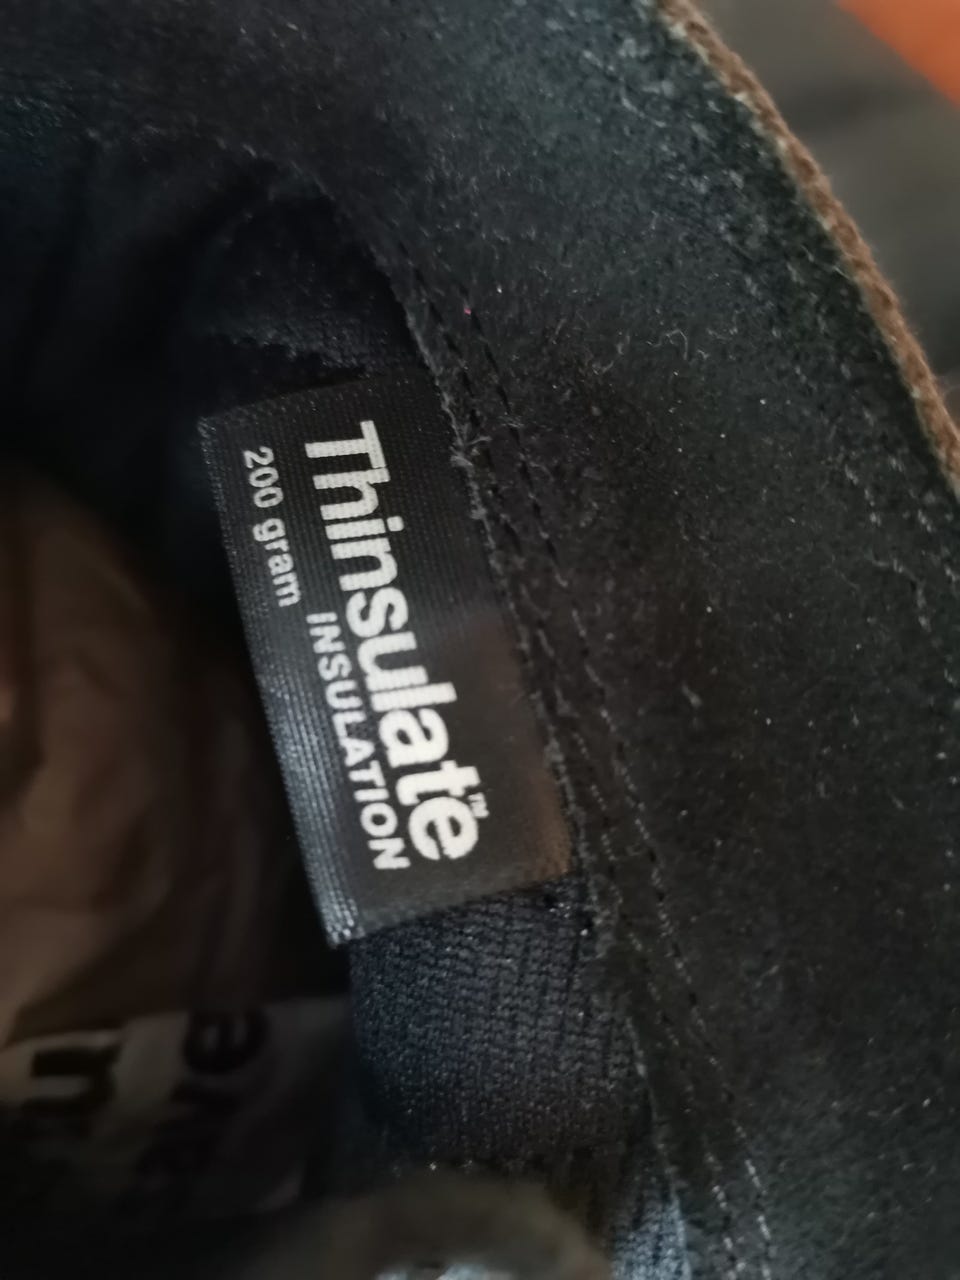 Thinsulate™
INSULATION
200 gram